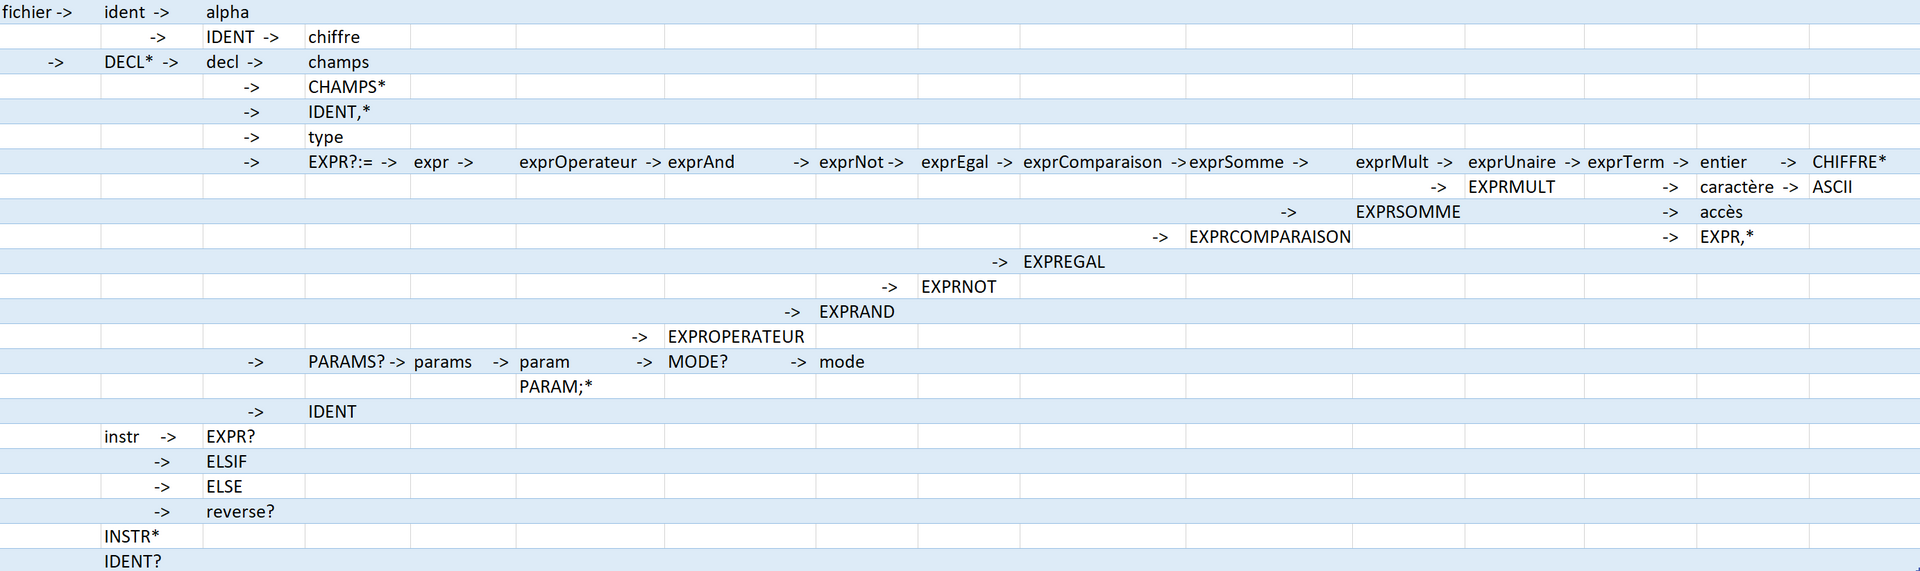 fichier -> ident -> alpha
-> IDENT -> chiffre
-> DECL* -> decl -> champs
-> CHAMPS*
-> IDENT,*
-> type
-> EXPR?:= -> expr -> exprOperateur -> exprAnd -> exprNot -> exprEgal -> exprComparaison -> exprSomme -> exprMult -> exprUnaire -> exprTerm -> entier -> CHIFFRE*
-> EXPRMULT -> caractère -> ASCII
-> EXPRSOMME -> accès
-> EXPRCOMPARAISON -> EXPR,*
-> EXPREGAL
-> EXPRNOT
-> EXPRAND
-> EXPROPERATEUR
-> PARAMS? -> params -> param -> MODE? -> mode
PARAM;*
-> IDENT
instr -> EXPR?
-> ELSIF
-> ELSE
-> reverse?
INSTR*
IDENT?